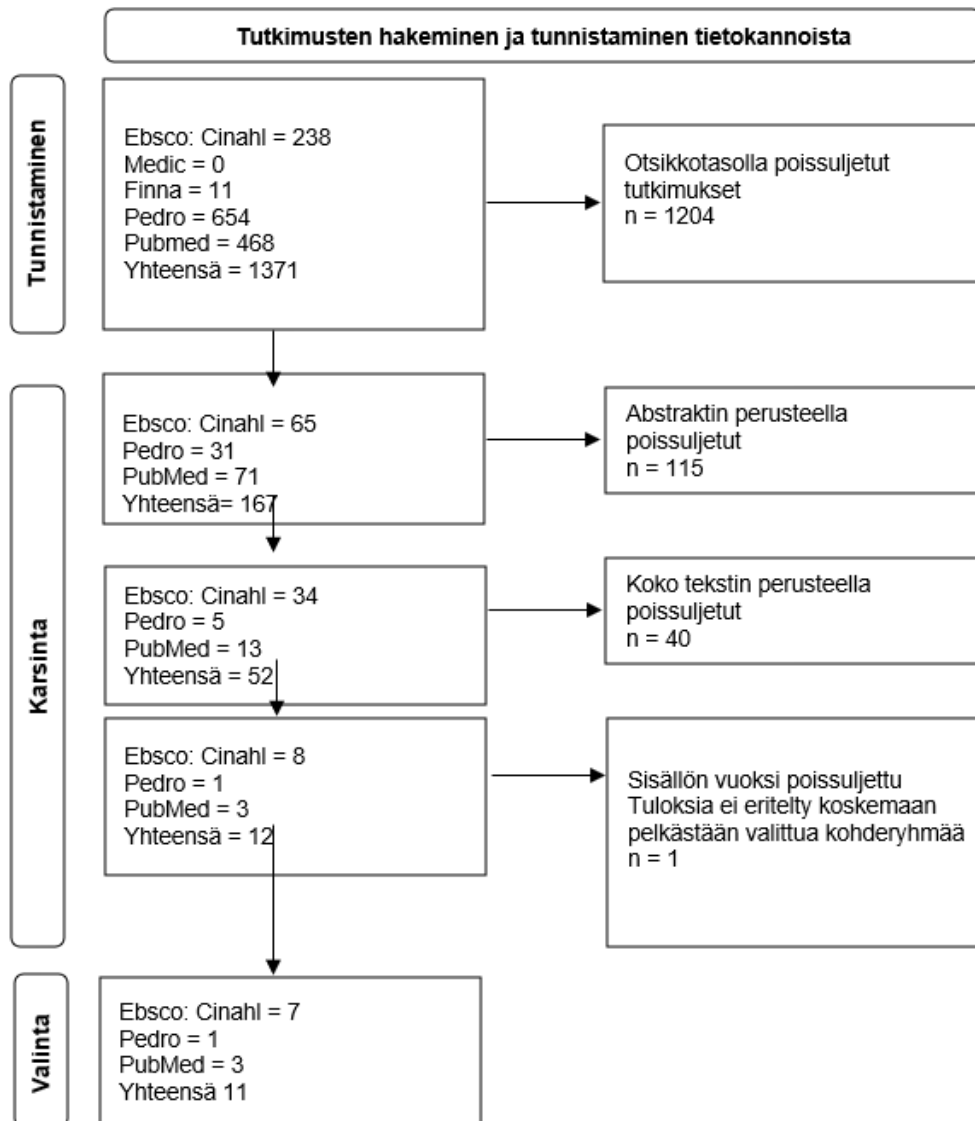 Tutkimusten hakeminen ja tunnistaminen tietokannoista
Tunnistaminen
Ebsco: Cinahl = 238
Medic = 0
Finna = 11
Pedro = 654
Pubmed = 468
Yhteensä = 1371
Otsikkotasolla poissuljetut
tutkimukset
n = 1204
Karsinta
Ebsco: Cinahl = 65
Pedro = 31
PubMed = 71
Yhteensä= 167
Abstraktin perusteella
poissuljetut
n = 115
Ebsco: Cinahl = 34
Pedro = 5
PubMed = 13
Yhteensä = 52
Koko tekstin perusteella
poissuljetut
n = 40
Ebsco: Cinahl = 8
Pedro = 1
PubMed = 3
Yhteensä = 12
Sisällön vuoksi poissuljettu
Tuloksia ei eritelty koskemaan
pelkästään valittua kohderyhmää
n = 1
Valinta
Ebsco: Cinahl = 7
Pedro = 1
PubMed = 3
Yhteensä 11